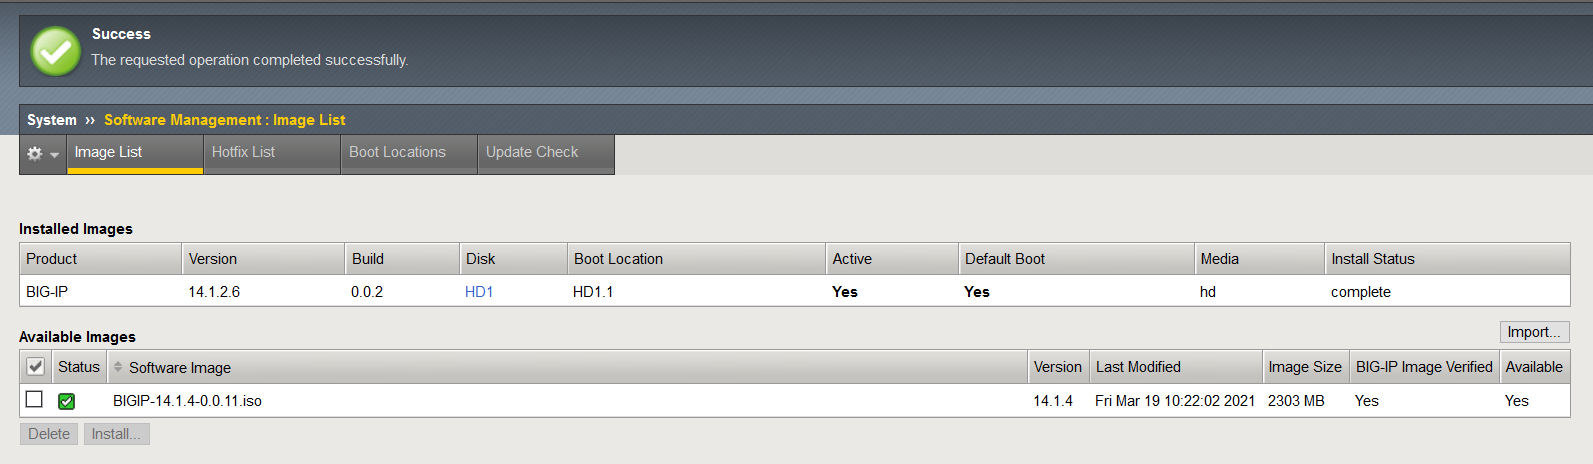 Success
The requested operation completed successfully.
System ›› Software Management : Image List
Image List Hotfix List Boot Locations Update Check
Installed Images
Product Version Build Disk Boot Location Active Default Boot Media Install Status
BIG-IP 14.1.2.6 0.0.2 HD1 HD1.1 Yes Yes hd complete
Available Images Import...
Status Software Image Version Last Modified Image Size BIG-IP Image Verified Available
BIGIP-14.1.4-0.0.11.iso 14.1.4 Fri Mar 19 10:22:02 2021 2303 MB Yes Yes
Delete Install...